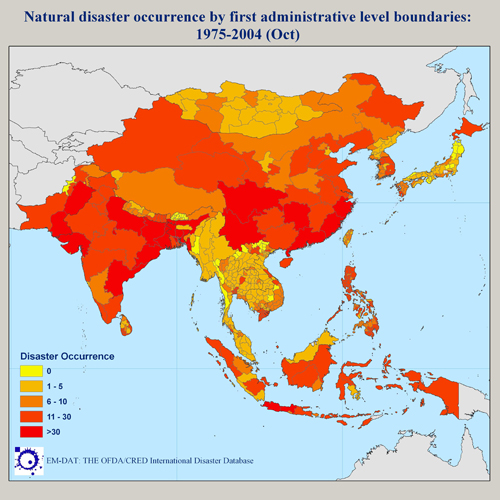 Natural disaster occurrence by first administrative level boundaries:
1975-2004 (Oct)
Disaster Occurrence
0
1 - 5
6 - 10
11 - 30
>30
EM-DAT: THE OFDA/CRED International Disaster Database